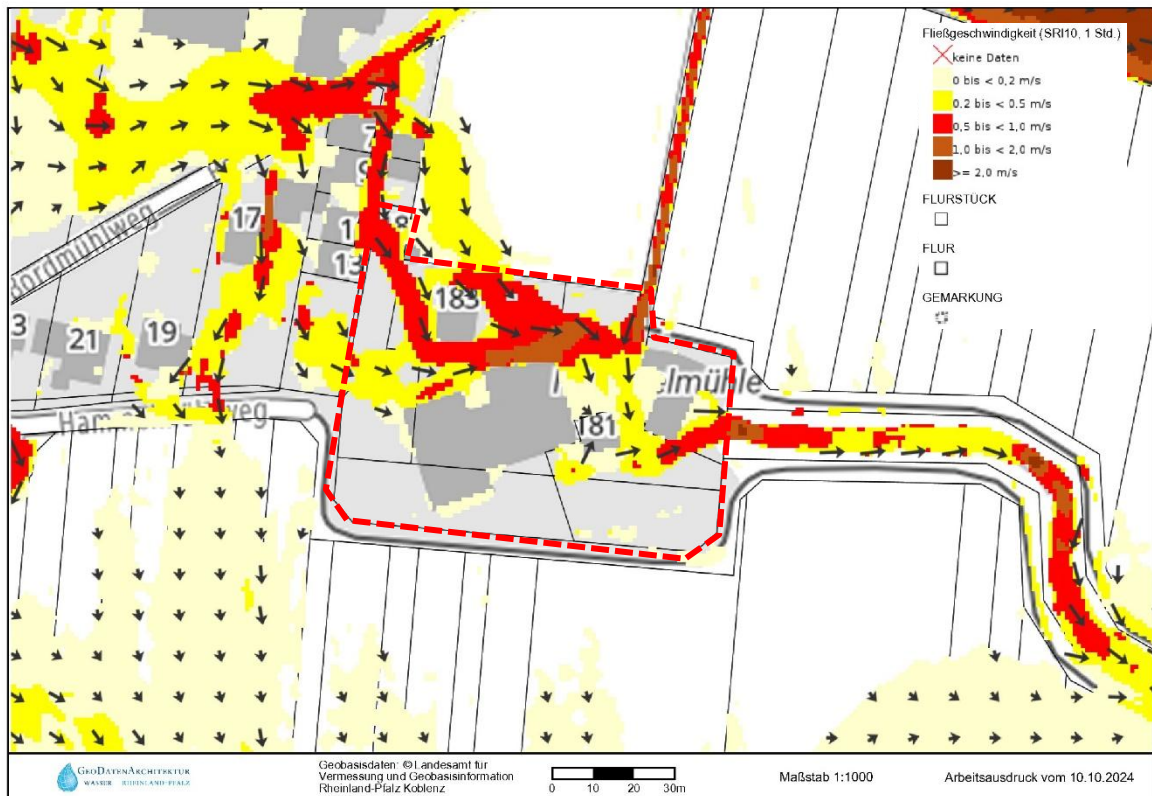 Fließgeschwindigkeit (SRI10, 1 Std.)
keine Daten
0 bis < 0,2 m/s
0,2 bis < 0,5 m/s
0,5 bis < 1,0 m/s
1,0 bis < 2,0 m/s
>= 2,0 m/s
FLURSTÜCK
FLUR
GEMARKUNG
7
9
17
13
Bordmühlweg
183
21
19
181
GEODATENARCHITEKTUR
WASSER RHEINLAND-PFALZ
Geobasisdaten: © Landesamt für
Vermessung und Geobasisinformation
Rheinland-Pfalz Koblenz
0 10 20 30m
Maßstab 1:1000
Arbeitsausdruck vom 10.10.2024